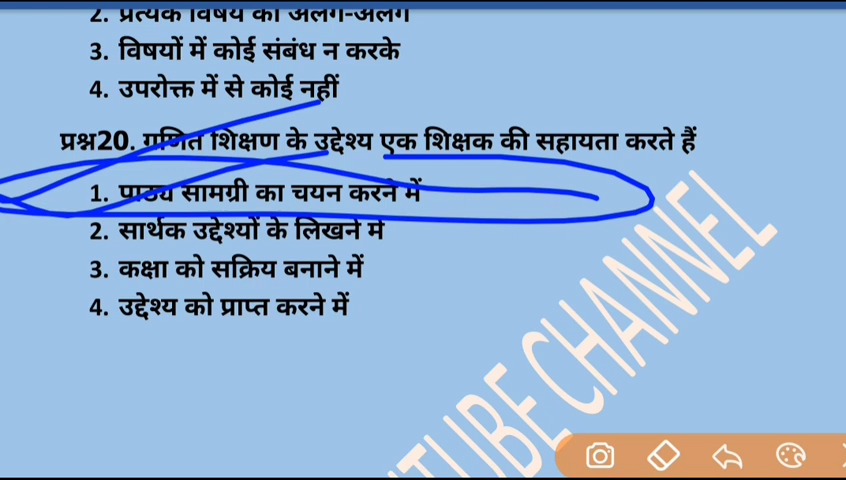 2. प्रत्येक विषय को अलग-अलग
3. विषयों में कोई संबंध न करके
4. उपरोक्त में से कोई नहीं
प्रश्न20. गणित शिक्षण के उद्देश्य एक शिक्षक की सहायता करते हैं
1. पाठ्य सामग्री का चयन करने में
2. सार्थक उद्देश्यों के लिखने में
3. कक्षा को सक्रिय बनाने में
4. उद्देश्य को प्राप्त करने में
TUBE CHANNEL